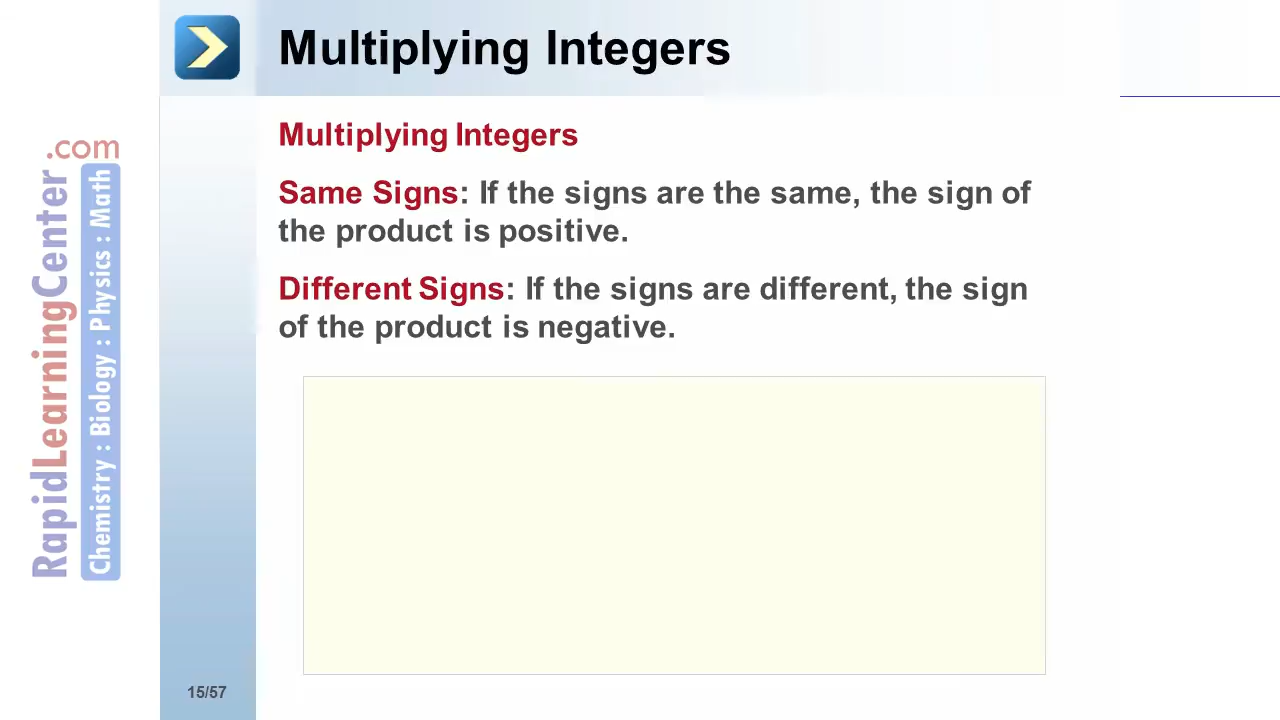 Multiplying Integers
Multiplying Integers
Same Signs: If the signs are the same, the sign of
the product is positive.
Different Signs: If the signs are different, the sign
of the product is negative.
RapidLearningCenter.com
Chemistry : Biology : Physics : Math
15/57